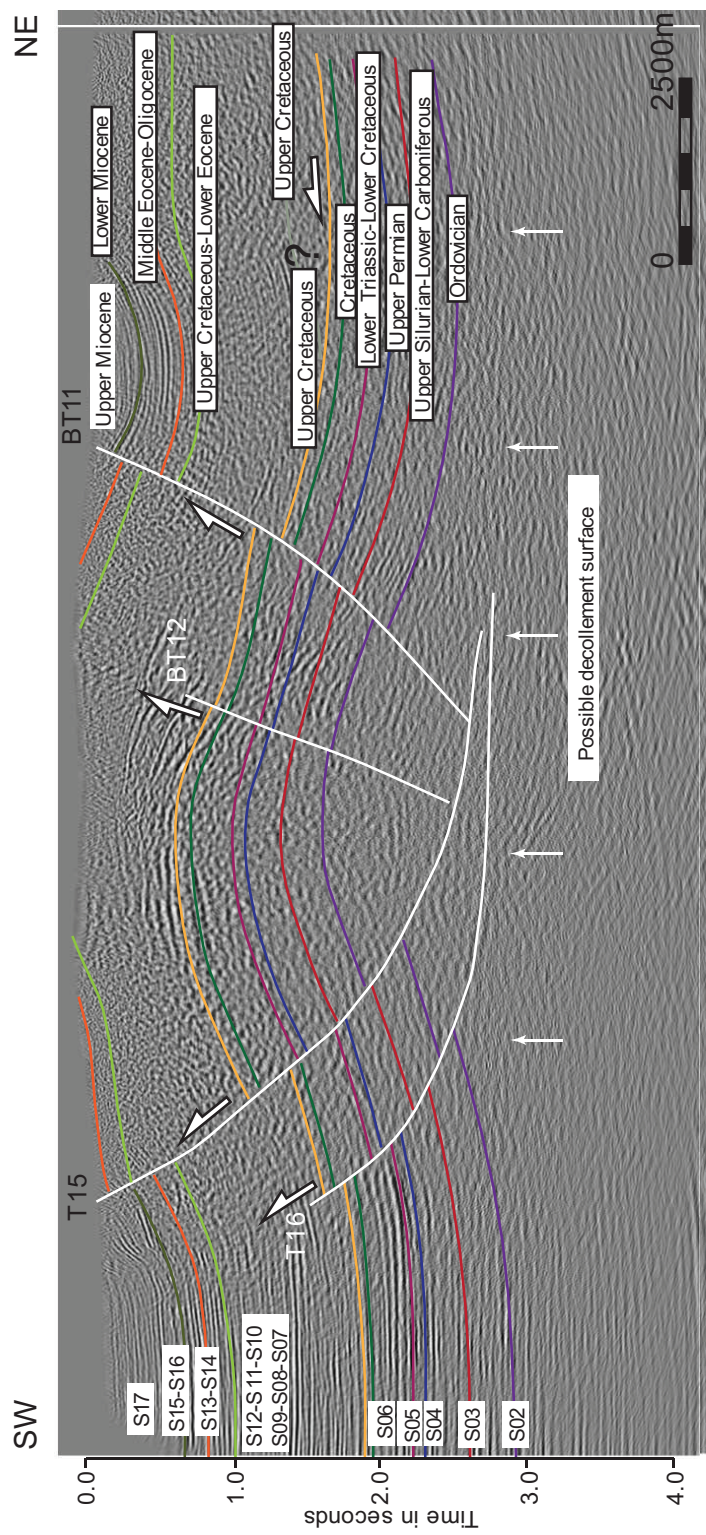 SW
NE
T15
BT11
BT12
T16
Lower Miocene
Upper Miocene
Middle Eocene-Oligocene
Upper Cretaceous-Lower Eocene
Upper Cretaceous
?
Upper Cretaceous
Cretaceous
Lower Triassic-Lower Cretaceous
Upper Permian
Upper Silurian-Lower Carboniferous
Ordovician
S17
S15-S16
S13-S14
S12-S11-S10
S09-S08-S07
S06
S05
S04
S03
S02
Possible decollement surface
0
2500m
0.0
1.0
2.0
3.0
4.0
Time in seconds